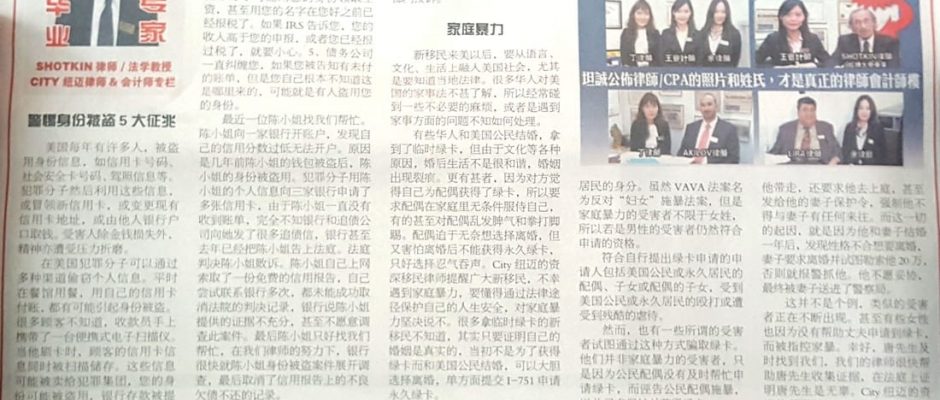 毕业
专家
SHOTKIN 律师 / 法学教授
CITY 纽迈律师 & 会计师专栏
警惕身份被盗 5 大征兆
美国每年有许多人，被盗
用身份信息，如信用卡号码、
社会安全卡号码、驾照信息等。
犯罪分子然后利用这些信息，
或冒领新信用卡，或变更现有
信用卡地址，或由他人银行户
口取钱。受害人除金钱损失外，
精神亦遭受压力折磨。
在美国犯罪分子可以通过
多种渠道偷窃个人信息。平时
在餐馆用餐，用自己的信用卡
付账，都有可能引起身份被盗。
很多顾客不知道，收款员手上
携带了一台便携式电子扫描仪。
当他刷卡时，顾客的信用卡信
息同时被扫描储存。这些信息
可能被卖给犯罪集团，您的身
份可能被盗用，银行存款被提
资，甚至用您的名字在您好之前已
经报税了。如果 IRS 告诉您，您的
收入高于您的申报，或者您已经报
过税了，就要小心。5、债务公司
一直纠缠您，如果您被告知有未付
的账单，但是您自己根本不知道这
是哪里来的，可能就是有人盗用您
的身份。
最近一位陈小姐找我们帮忙。
陈小姐向一家银行开账户，发现自
己的信用分数过低无法开户。原因
是几年前陈小姐的钱包被盗后，陈
小姐的身份被盗用。犯罪分子用陈
小姐的个人信息向三家银行申请了
多张信用卡，由于陈小姐一直没有
收到账单，完全不知银行和追债公
司向她发了很多追债信，银行甚至
去年已经把陈小姐告上法庭。法庭
判决陈小姐败诉。陈小姐自己上网
索取了一份免费的信用报告，自己
尝试联系银行多次，都未能成功取
消法院的判决记录，银行说陈小姐
提供的证据不充分，甚至不愿意调
查此案件。最后陈小姐只好找我们
帮忙，在我们律师的努力下，银行
很快就陈小姐身份被盗案件展开调
查，最后取消了信用报告上的不良
欠债不还的记录。
家庭暴力
新移民来美以后，要从语言、
文化、生活上融入美国社会，尤其
是要知道当地法律。很多华人对美
国的家事法不甚了解，所以经常碰
到一些不必要的麻烦，或者是遇到
家事方面的问题不知如何处理。
有些华人和美国公民结婚，拿
到了临时绿卡，但由于文化等各种
原因，婚后生活不是很和谐，婚姻
出现裂痕。更有甚者，因为对方觉
得自己为配偶获得了绿卡，所以要
求配偶在家庭里无条件服侍自己，
有的甚至对配偶乱发脾气和拳打脚
踢。配偶迫于无奈想选择离婚，但
又害怕离婚后不能获得永久绿卡，
只好选择忍气吞声。City 纽迈的资
深移民律师提醒广大新移民，不幸
遇到家庭暴力，要懂得通过法律途
径保护自己的人生安全，对家庭暴
力坚决说不。很多拿临时绿卡的新
移民不知道，其实只要证明自己的
婚姻是真实的，当初不是为了获得
绿卡而和美国公民结婚，可以大胆
选择离婚，单方面提交 I-751 申请
永久绿卡。
丁律師
王會計師
余律師
王會計師
SHOTKIN律師
坦誠公佈律師/CPA的照片和姓氏，才是真正的律師會計師樓
AKILOV律師
LIRA律師
余律師
居民的身分。虽然 VAVA 法案名
为反对“妇女”施暴法案，但是
家庭暴力的受害者不限于女性，
所以若是男性的受害者仍然符合
申请的资格。
符合自行提出绿卡申请的申
请人包括美国公民或永久居民的
配偶、子女或配偶的子女，受到
美国公民或永久居民的殴打或遭
受到残酷的虐待。
然而，也有一些所谓的受害
者试图通过这种方式骗取绿卡。
他们并非家庭暴力的受害者，只
是因为公民配偶没有及时帮忙申
请绿卡，而诬告公民配偶施暴，
他带走，还要求他去上庭，甚至
发给他的妻子保护令，强制他不
得与妻子有任何来往。而这一切
的起因，就是因为他和妻子结婚
一年后，发现性格不合想要离婚，
妻子要求离婚并试图勒索他 20 万，
否则就报警抓他。他不愿妥协，
最终被妻子送进了警察局。
这并不是个例，类似的受害
者正在不断出现。甚至有些女性
也因为没有帮助丈夫申请到绿卡，
而被指控家暴。幸好，唐先生及
时找到我们，我们的律师很快帮
助唐先生收集证据，在法庭上证
明唐先生是无辜。City 纽迈的资